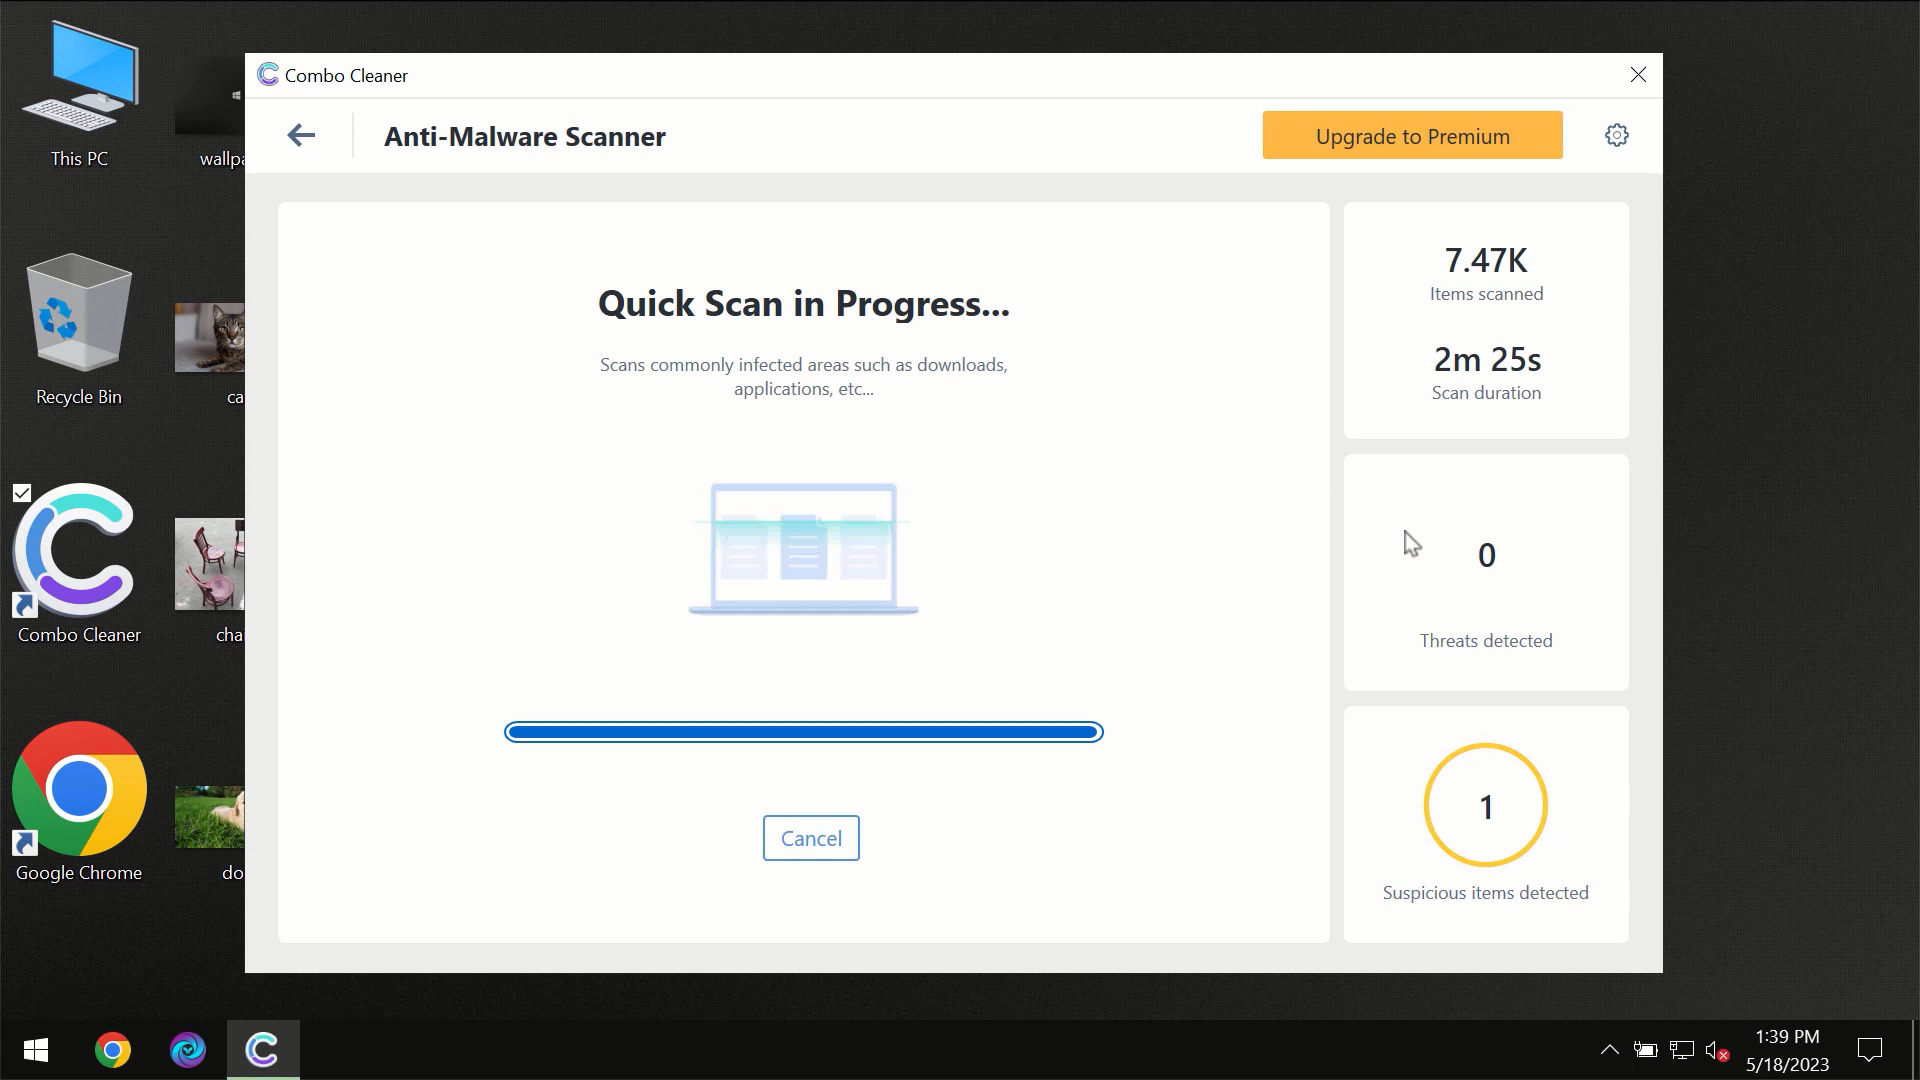 This PC
wallpa
Recycle Bin
ca
Combo Cleaner
chai
Google Chrome
do
Combo Cleaner
Anti-Malware Scanner
Upgrade to Premium
Quick Scan in Progress...
Scans commonly infected areas such as downloads,
applications, etc...
Cancel
7.47K
Items scanned
2m 25s
Scan duration
0
Threats detected
1
Suspicious items detected
1:39 PM
5/18/2023